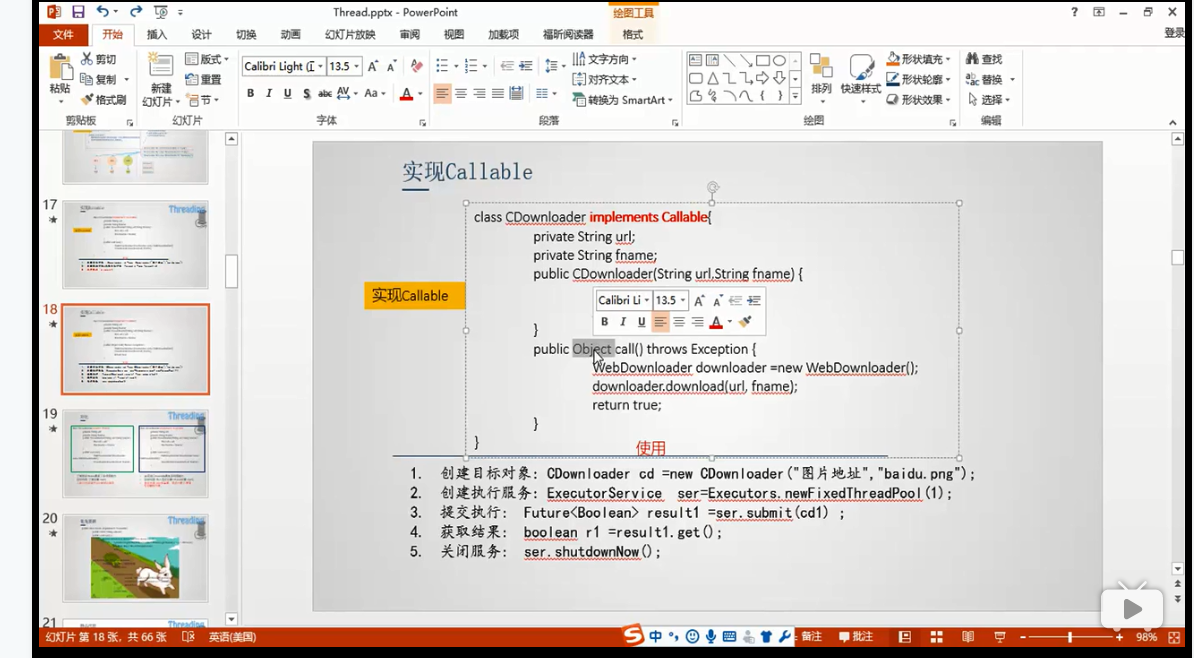 Thread.pptx - PowerPoint
绘图工具
登录
文件 开始 插入 设计 切换 动画 幻灯片放映 审阅 视图 加载项 福昕阅读器 格式
粘贴
剪切
复制
格式刷
剪贴板
新建
幻灯片
版式
重置
节
幻灯片
Calibri Light (正 13.5
B I U S abc AV Aa A
字体
文字方向
对齐文本
转换为 SmartArt
段落
排列
快速样式
形状填充
形状轮廓
形状效果
绘图
查找
替换
选择
编辑
17
Threading
18
19
Threading
20
Threading
21
实现Callable
实现Callable
class CDownloader implements Callable{
private String url;
private String fname;
public CDownloader(String url,String fname) {
Calibri Li 13.5
B I U A
}
public Object call() throws Exception {
WebDownloader downloader =new WebDownloader();
downloader.download(url, fname);
return true;
}
}
使用
1. 创建目标对象: CDownloader cd =new CDownloader("图片地址","baidu.png");
2. 创建执行服务: ExecutorService ser=Executors.newFixedThreadPool(1);
3. 提交执行: Future<Boolean> result1 =ser.submit(cd1) ;
4. 获取结果: boolean r1 =result1.get();
5. 关闭服务: ser.shutdownNow();
幻灯片 第 18 张，共 66 张 英语(美国)
中
备注 批注
98%